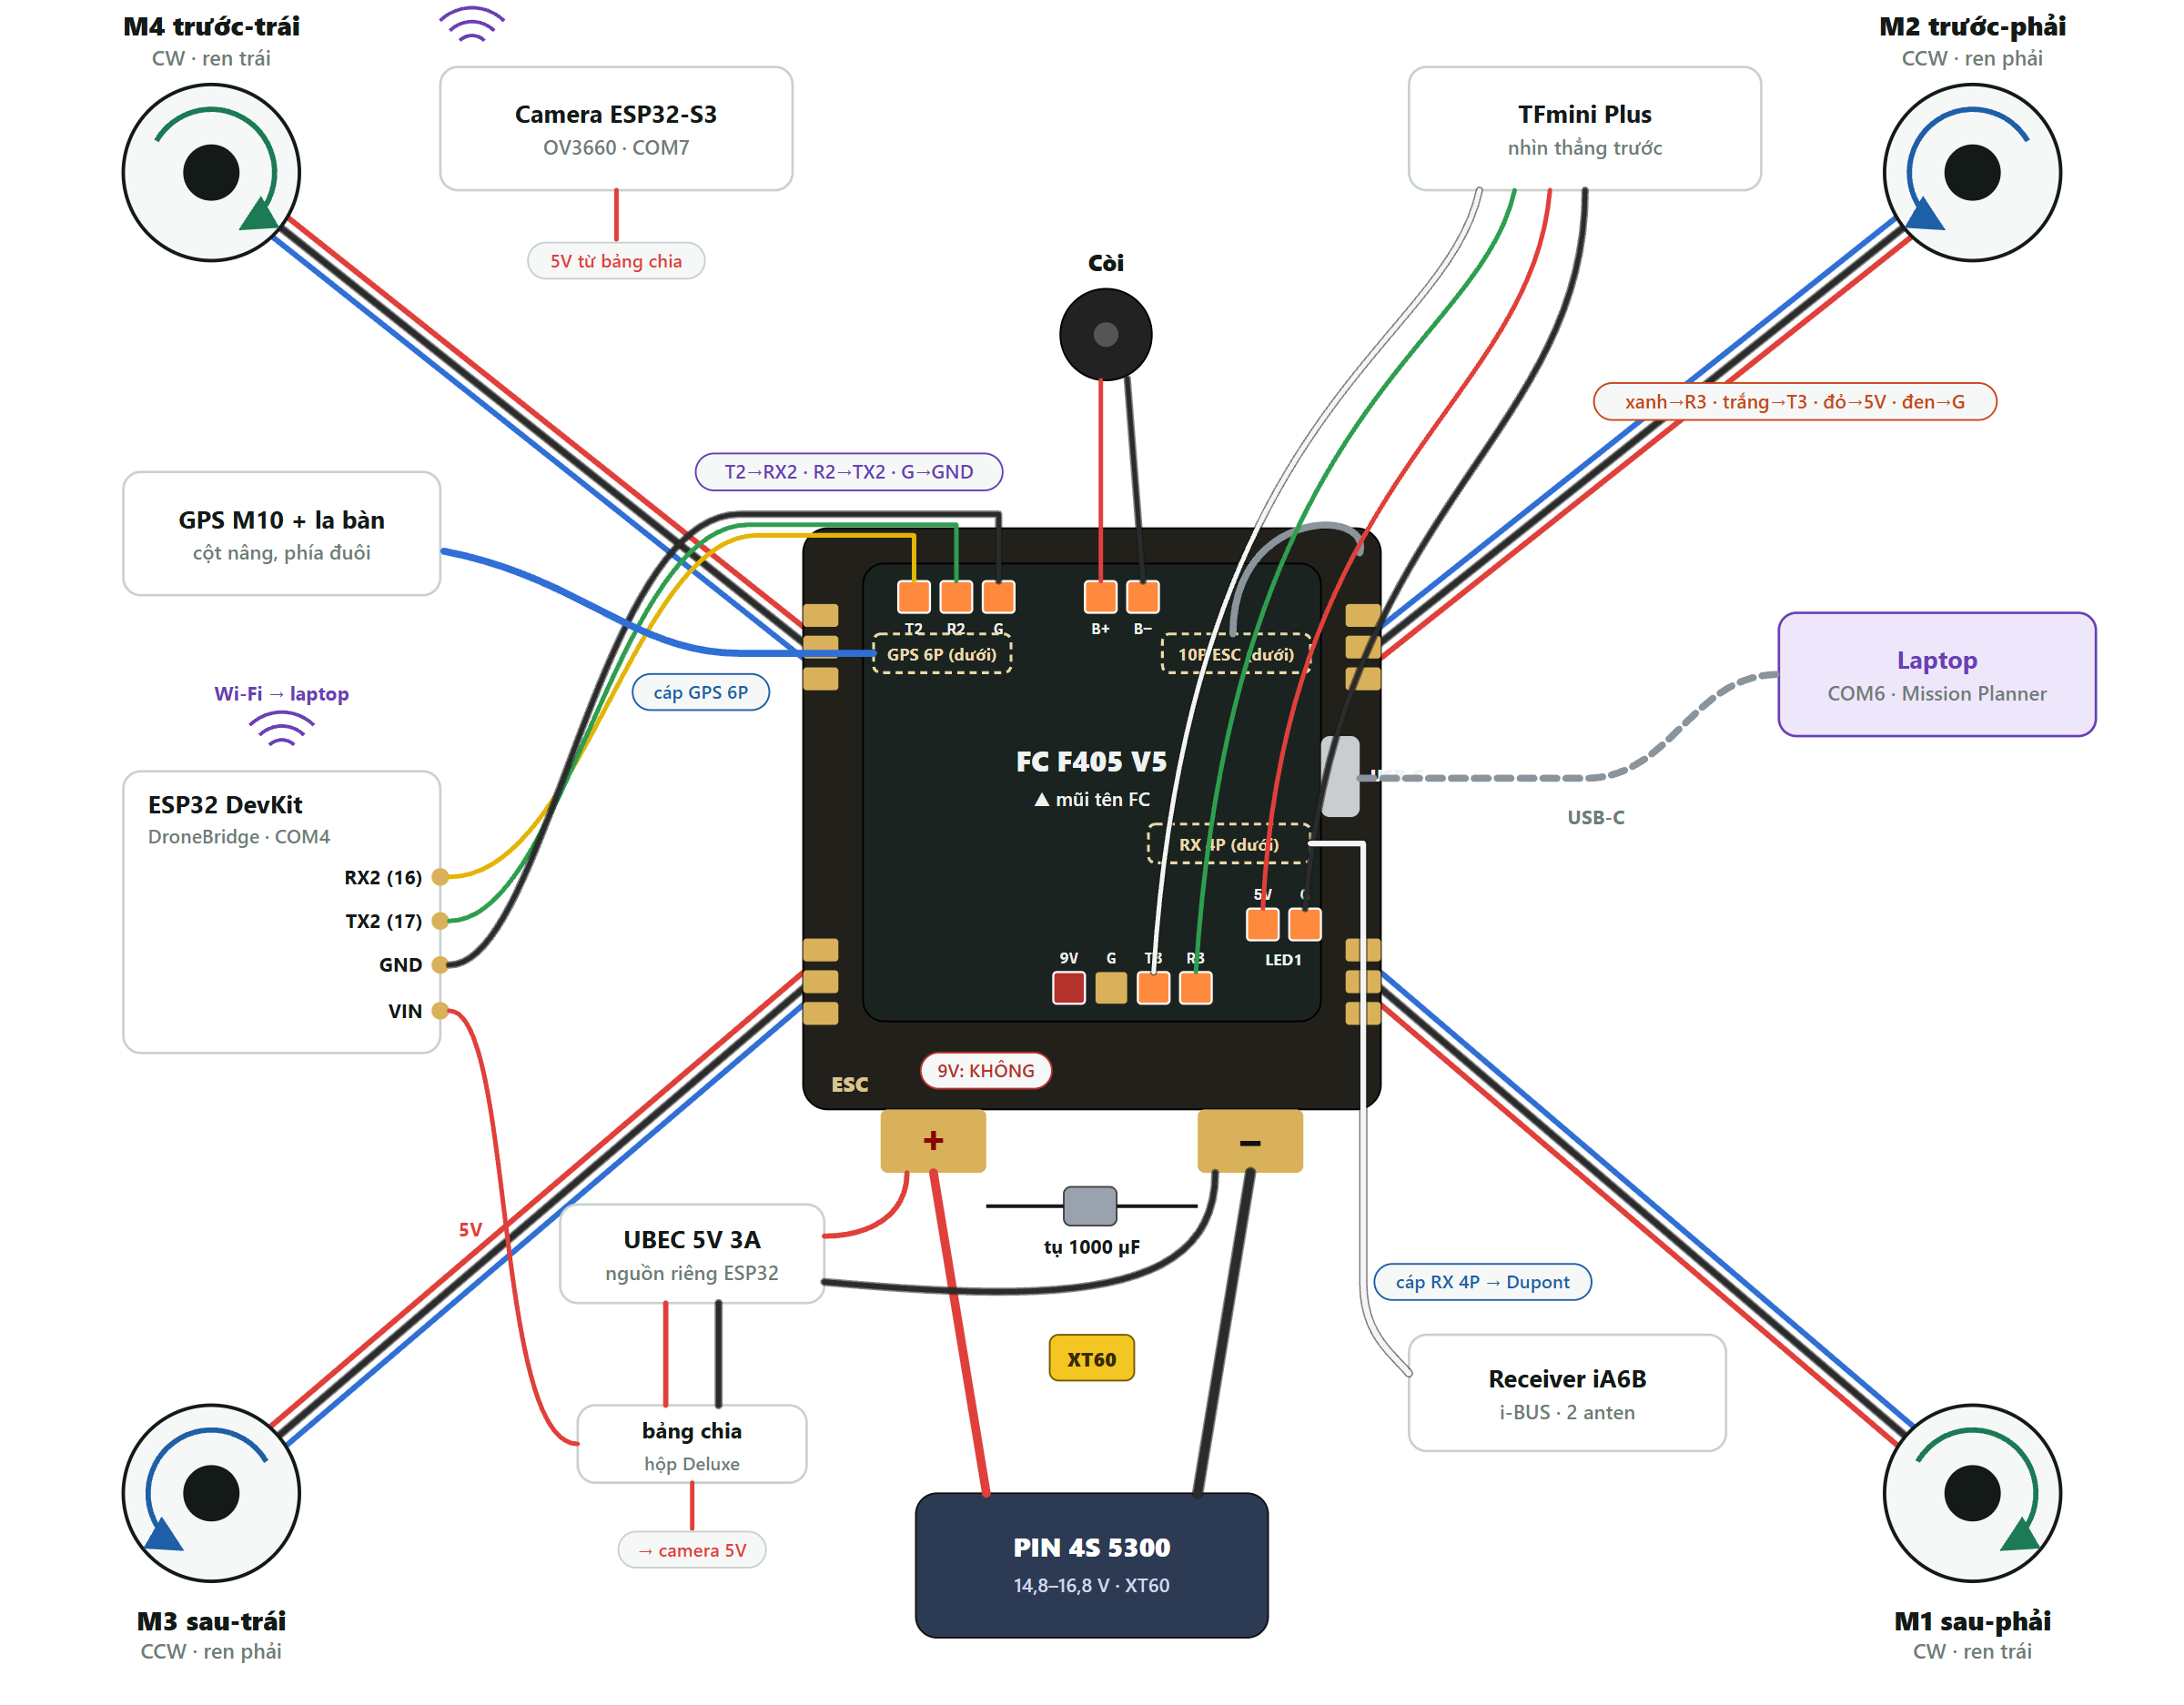 M4 trước-trái
CW · ren trái
M2 trước-phải
CCW · ren phải
Camera ESP32-S3
OV3660 · COM7
5V từ bảng chia
TFmini Plus
nhìn thẳng trước
Còi
xanh→R3 · trắng→T3 · đỏ→5V · đen→G
T2→RX2 · R2→TX2 · G→GND
GPS M10 + la bàn
cột nâng, phía đuôi
cáp GPS 6P
T2 R2 G
B+ B−
GPS 6P (dưới)
10P ESC (dưới)
Wi-Fi → laptop
Laptop
COM6 · Mission Planner
USB-C
FC F405 V5
▲ mũi tên FC
RX 4P (dưới)
ESP32 DevKit
DroneBridge · COM4
RX2 (16)
TX2 (17)
GND
VIN
5V G
LED1
9V G T3 R3
9V: KHÔNG
ESC
+
−
5V
UBEC 5V 3A
nguồn riêng ESP32
tụ 1000 µF
XT60
cáp RX 4P → Dupont
Receiver iA6B
i-BUS · 2 anten
bảng chia
hộp Deluxe
→ camera 5V
PIN 4S 5300
14,8–16,8 V · XT60
M3 sau-trái
CCW · ren phải
M1 sau-phải
CW · ren trái